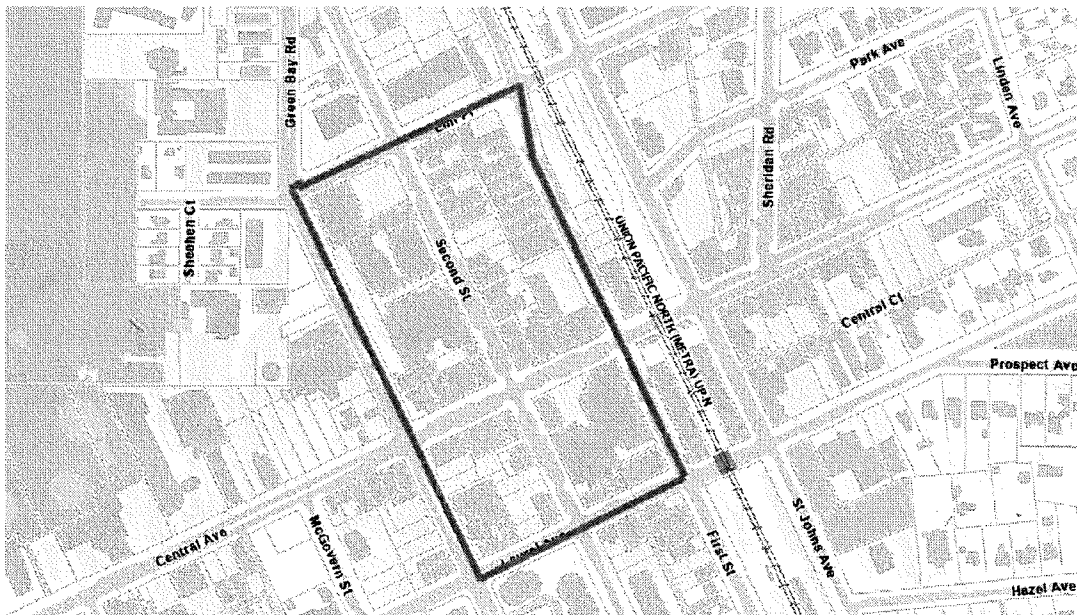 Green Bay Rd
Park Ave
Linden Ave
Sheridan Rd
Sheahen Ct
Second St
UNION PACIFIC NORTH (METRA) UP-N
Central Ct
Prospect Ave
Central Ave
McGovern St
First St
St Johns Ave
Hazel Ave